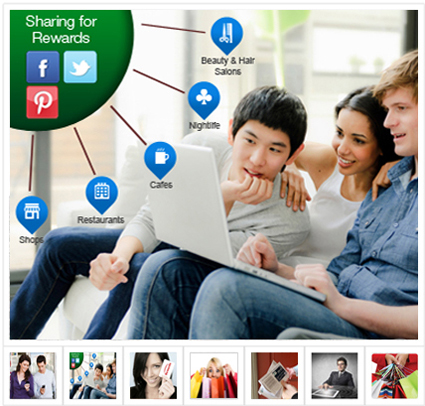 Sharing for
Rewards
f
Beauty & Hair
Salons
Nightlife
Cafes
Restaurants
Shops